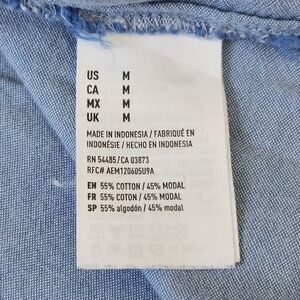 US M
CA M
MX M
UK M
MADE IN INDONESIA / FABRIQUÉ EN
INDONÉSIE / HECHO EN INDONESIA
RN 54485/CA 03873
RFC# AEM120605U9A
EN 55% COTTON / 45% MODAL
FR 55% COTON / 45% MODAL
SP 55% algodón / 45% modal